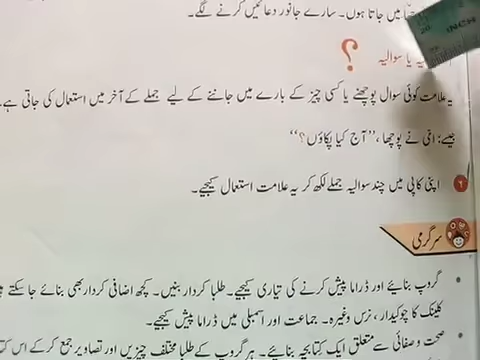 میں جاتا ہوں۔ سارے جانور دعائیں کرنے لگے۔
یا سوالیہ ؟
یہ علامت کوئی سوال پوچھنے یا کسی چیز کے بارے میں جاننے کے لیے جملے کے آخر میں استعمال کی جاتی ہے۔
جیسے: امی نے پوچھا، ”آج کیا پکاؤں؟“
اپنی کاپی میں چند سوالیہ جملے لکھ کر یہ علامت استعمال کیجیے۔
سرگرمی
• گروپ بنائیے اور ڈراما پیش کرنے کی تیاری کیجیے۔ طلبا کردار بنیں۔ کچھ اضافی کردار بھی بنائے جا سکتے
کلینک کا چوکیدار، نرس وغیرہ۔ جماعت اور اسمبلی میں ڈراما پیش کیجیے۔
• صحت و صفائی سے متعلق ایک کتابچہ بنائیے۔ ہر گروپ کے طلبا مختلف چیزیں اور تصاویر جمع کر کے اس
INCH